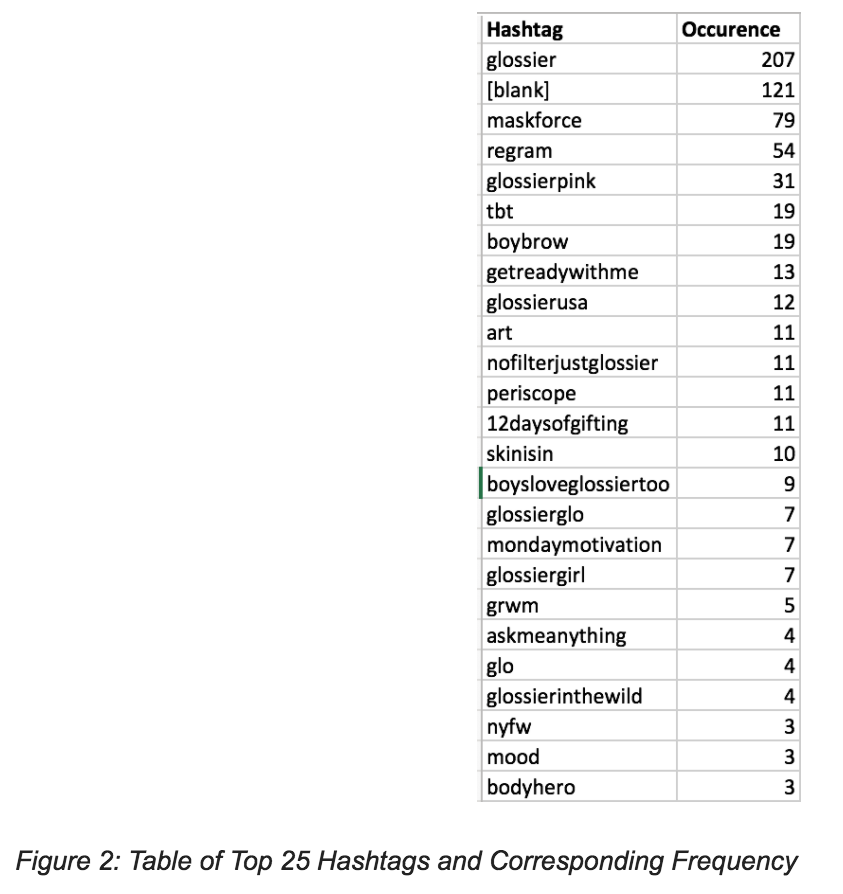 Hashtag Occurence
glossier 207
[blank] 121
maskforce 79
regram 54
glossierpink 31
tbt 19
boybrow 19
getreadywithme 13
glossierusa 12
art 11
nofilterjustglossier 11
periscope 11
12daysofgifting 11
skinisin 10
boysloveglossiertoo 9
glossierglo 7
mondaymotivation 7
glossiergirl 7
grwm 5
askmeanything 4
glo 4
glossierinthewild 4
nyfw 3
mood 3
bodyhero 3
Figure 2: Table of Top 25 Hashtags and Corresponding Frequency